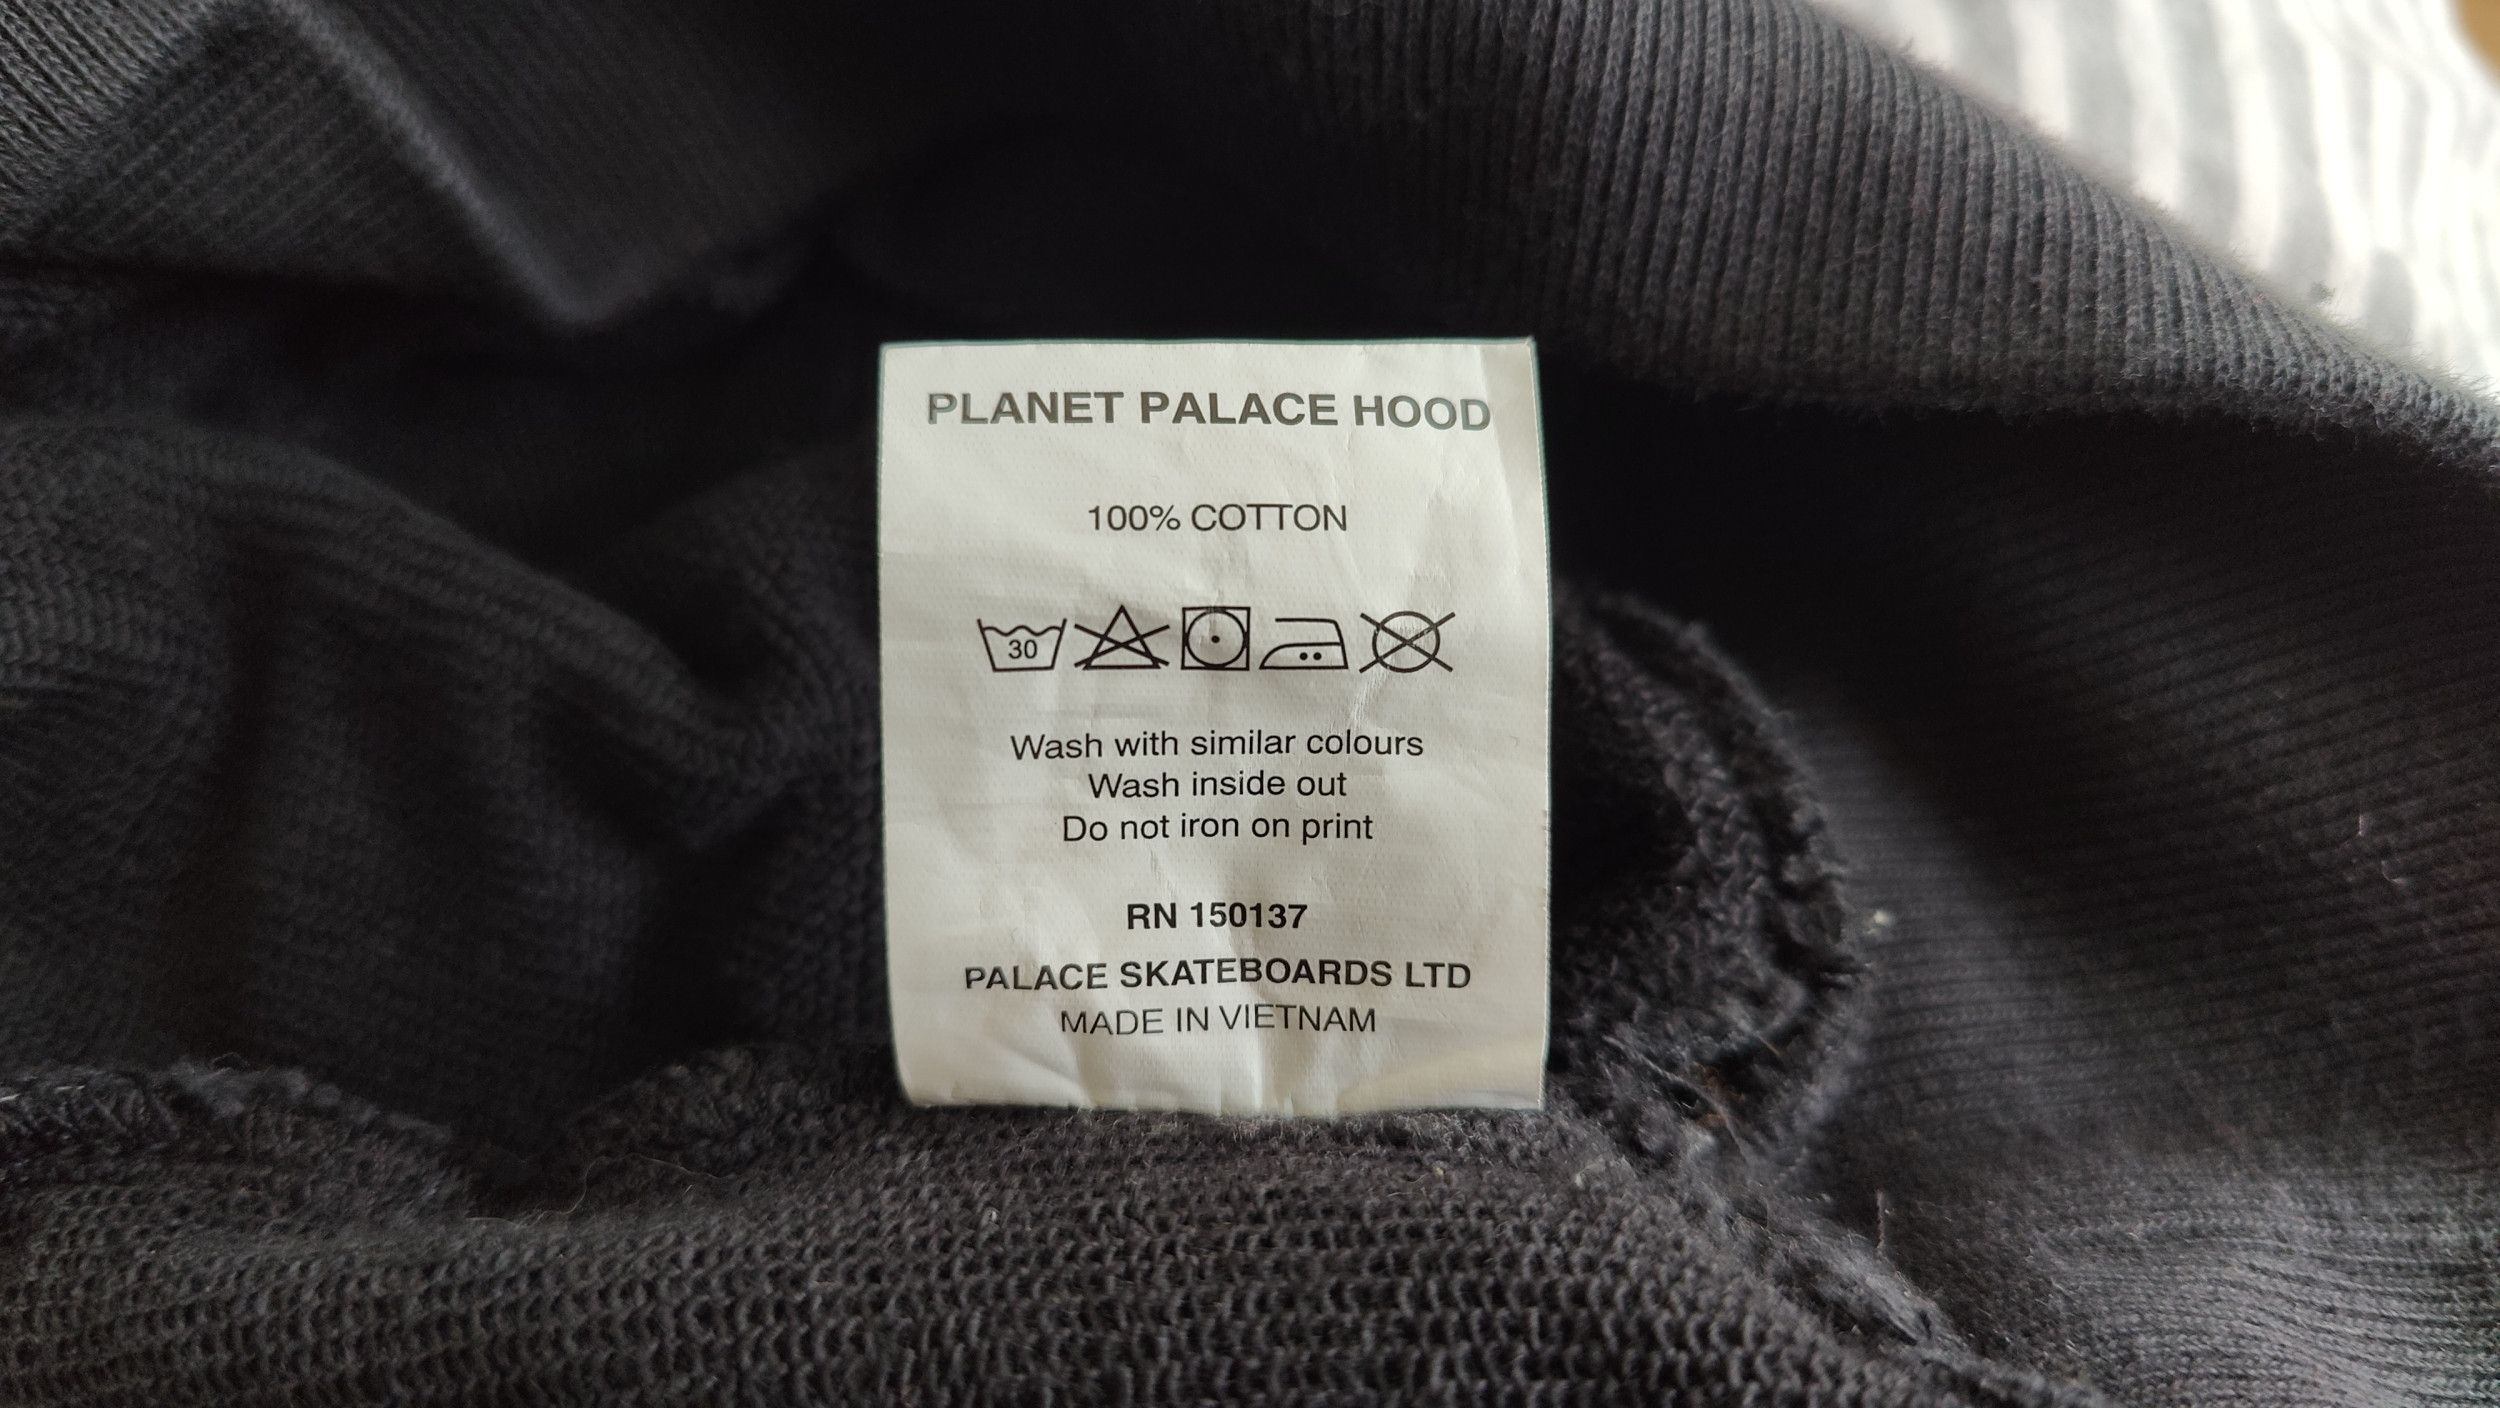 PLANET PALACE HOOD
100% COTTON
30
Wash with similar colours
Wash inside out
Do not iron on print
RN 150137
PALACE SKATEBOARDS LTD
MADE IN VIETNAM